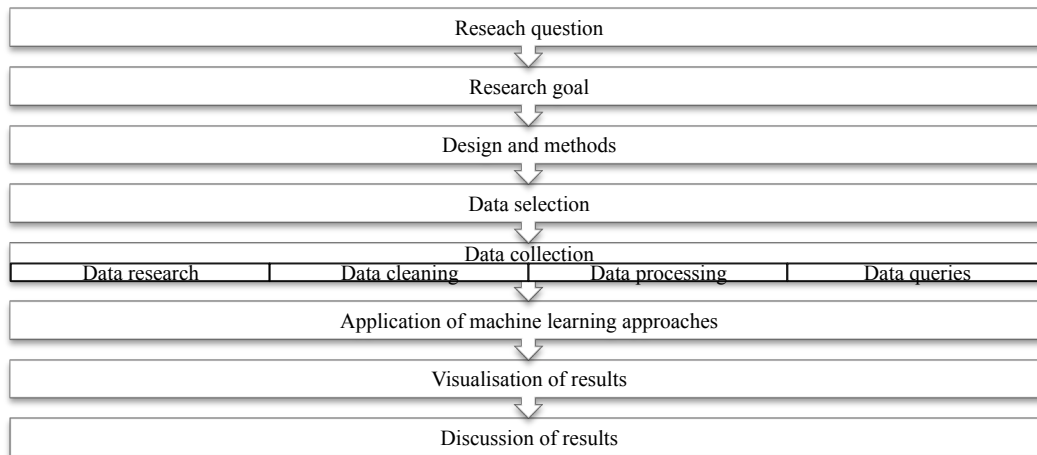 Reseach question
Research goal
Design and methods
Data selection
Data collection
Data research Data cleaning Data processing Data queries
Application of machine learning approaches
Visualisation of results
Discussion of results